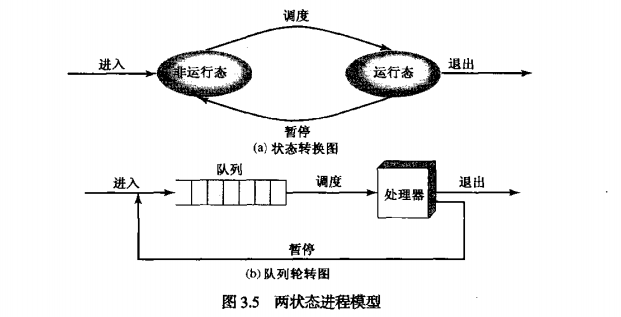 调度
进入
非运行态
运行态
退出
暂停
(a) 状态转换图
队列
进入
调度
处理器
退出
暂停
(b) 队列轮转图
图 3.5 两状态进程模型